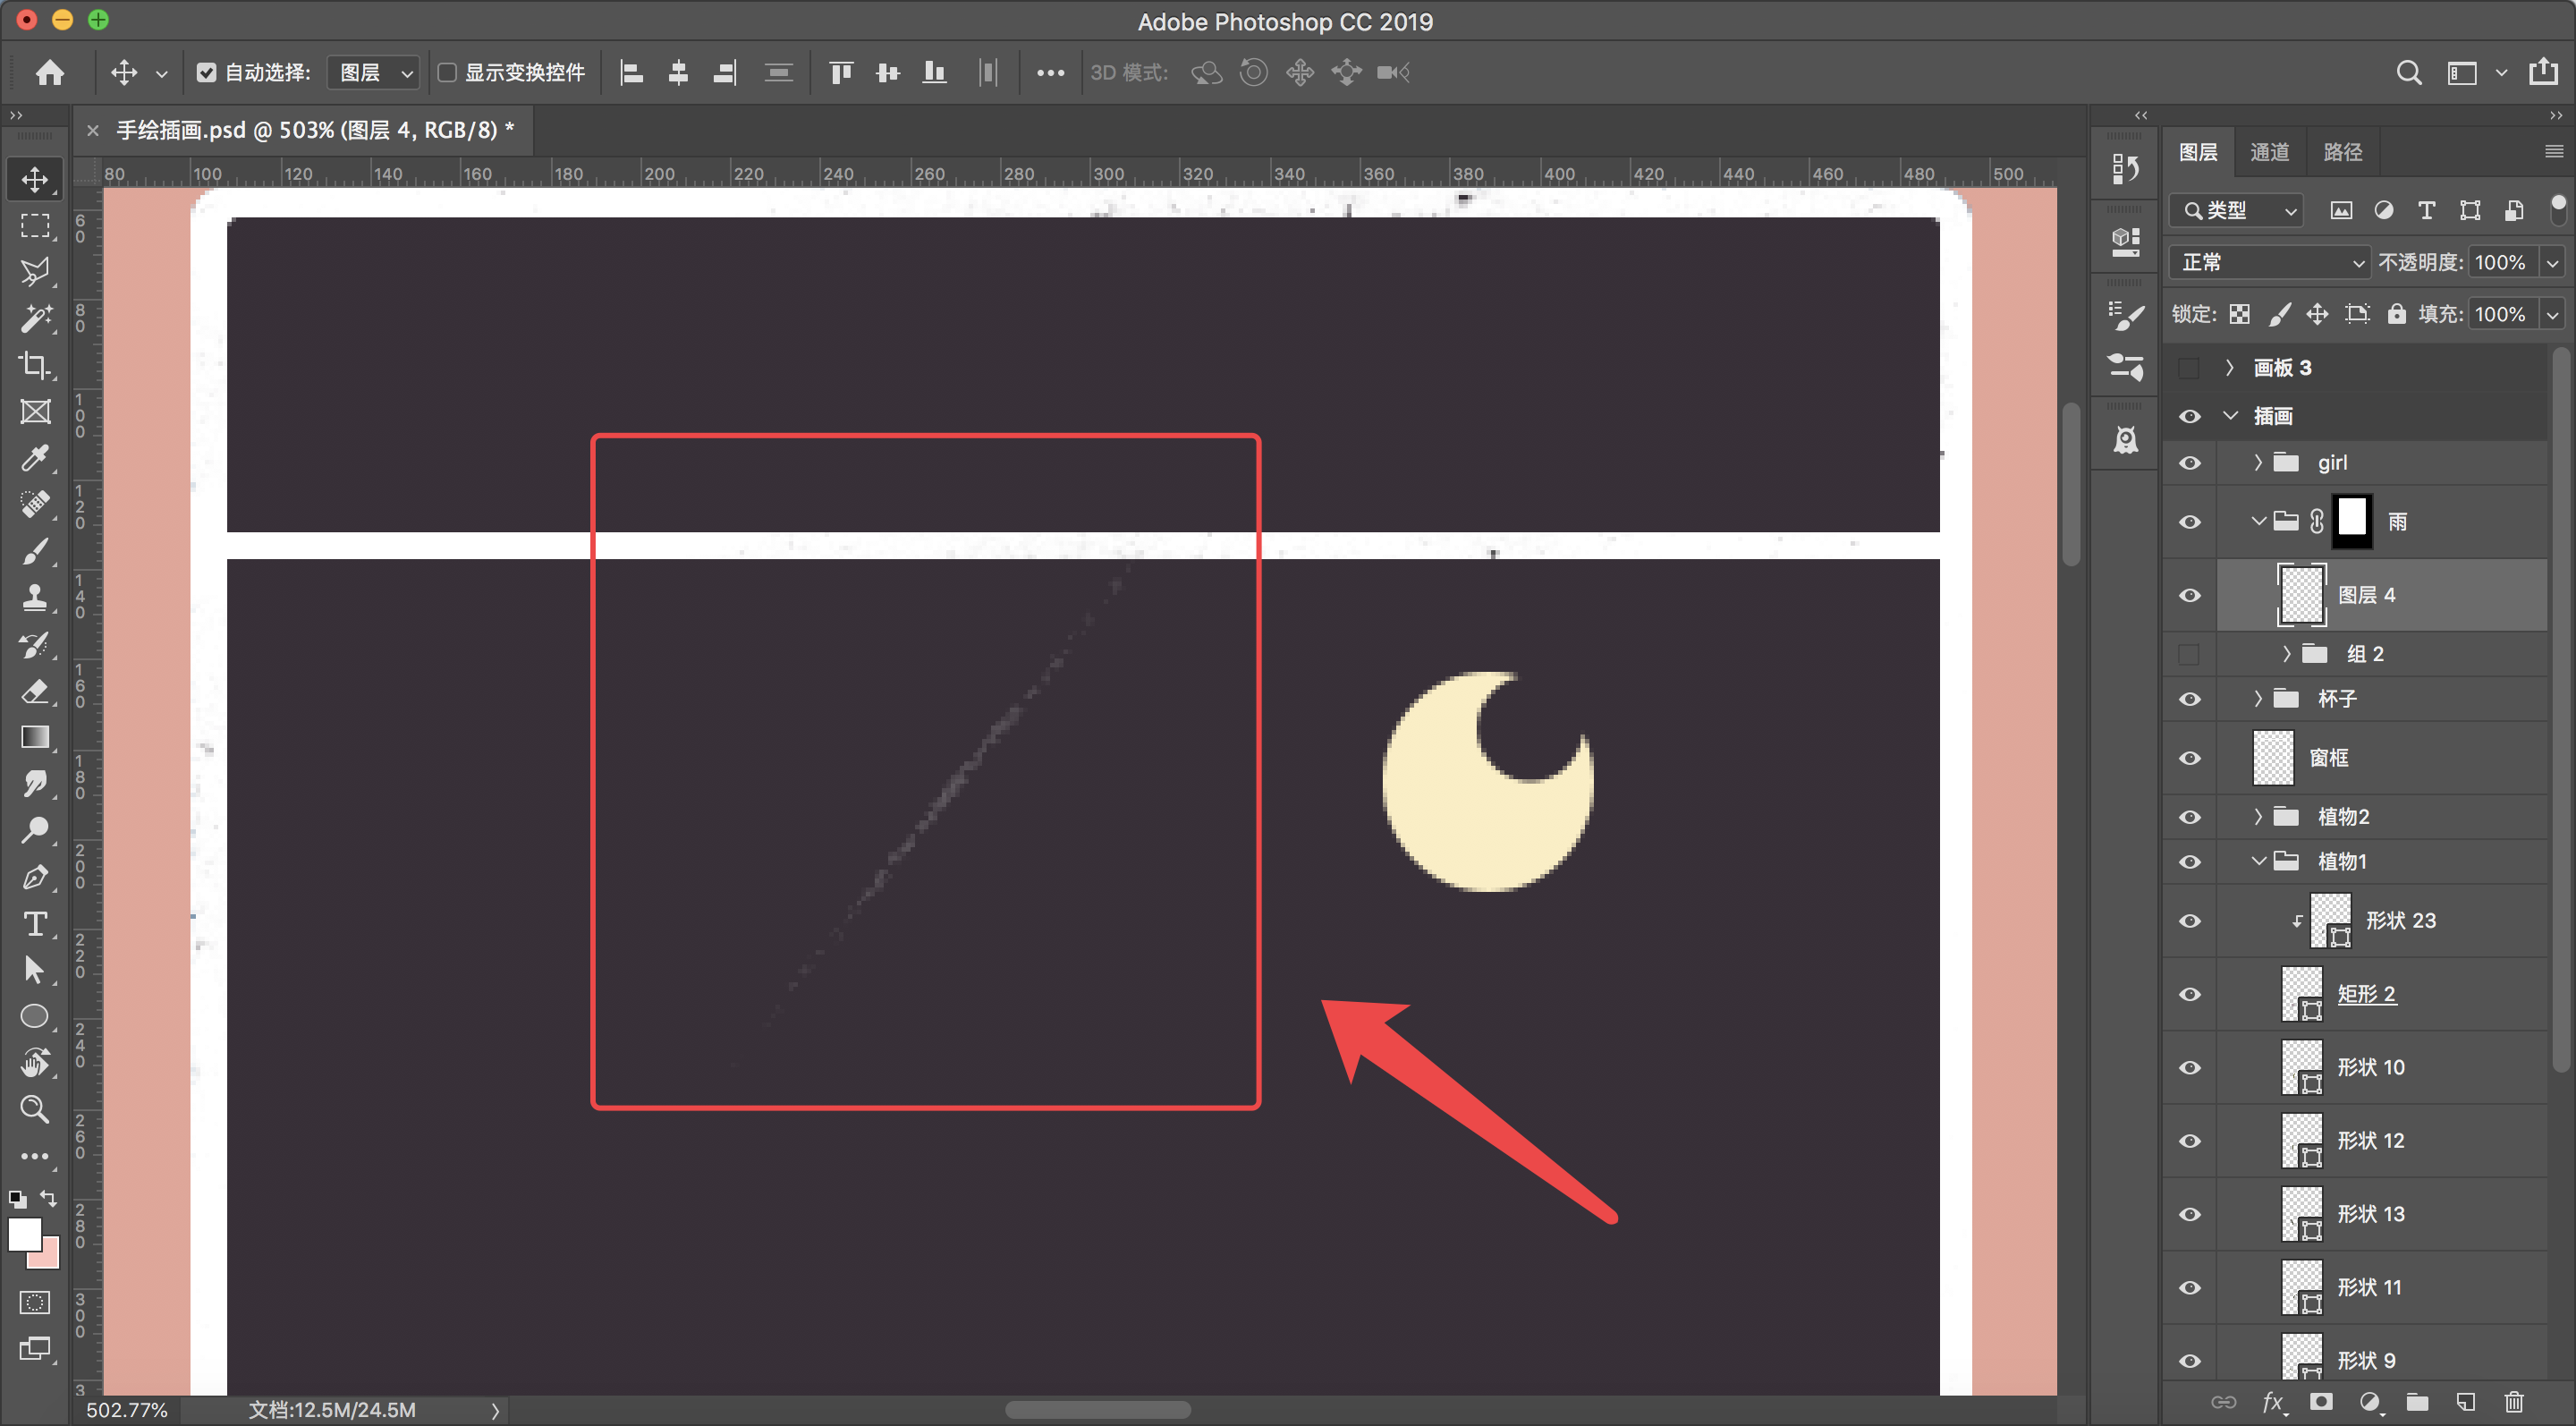 Adobe Photoshop CC 2019
自动选择: 图层 显示变换控件 3D 模式:
手绘插画.psd @ 503% (图层 4, RGB/8) *
80 100 120 140 160 180 200 220 240 260 280 300 320 340 360 380 400 420 440 460 480 500
60
80
100
120
140
160
180
200
220
240
260
280
300
3
图层 通道 路径
类型
正常 不透明度: 100%
锁定: 填充: 100%
画板 3
插画
girl
雨
图层 4
组 2
杯子
窗框
植物2
植物1
形状 23
矩形 2
形状 10
形状 12
形状 13
形状 11
形状 9
fx
502.77% 文档:12.5M/24.5M